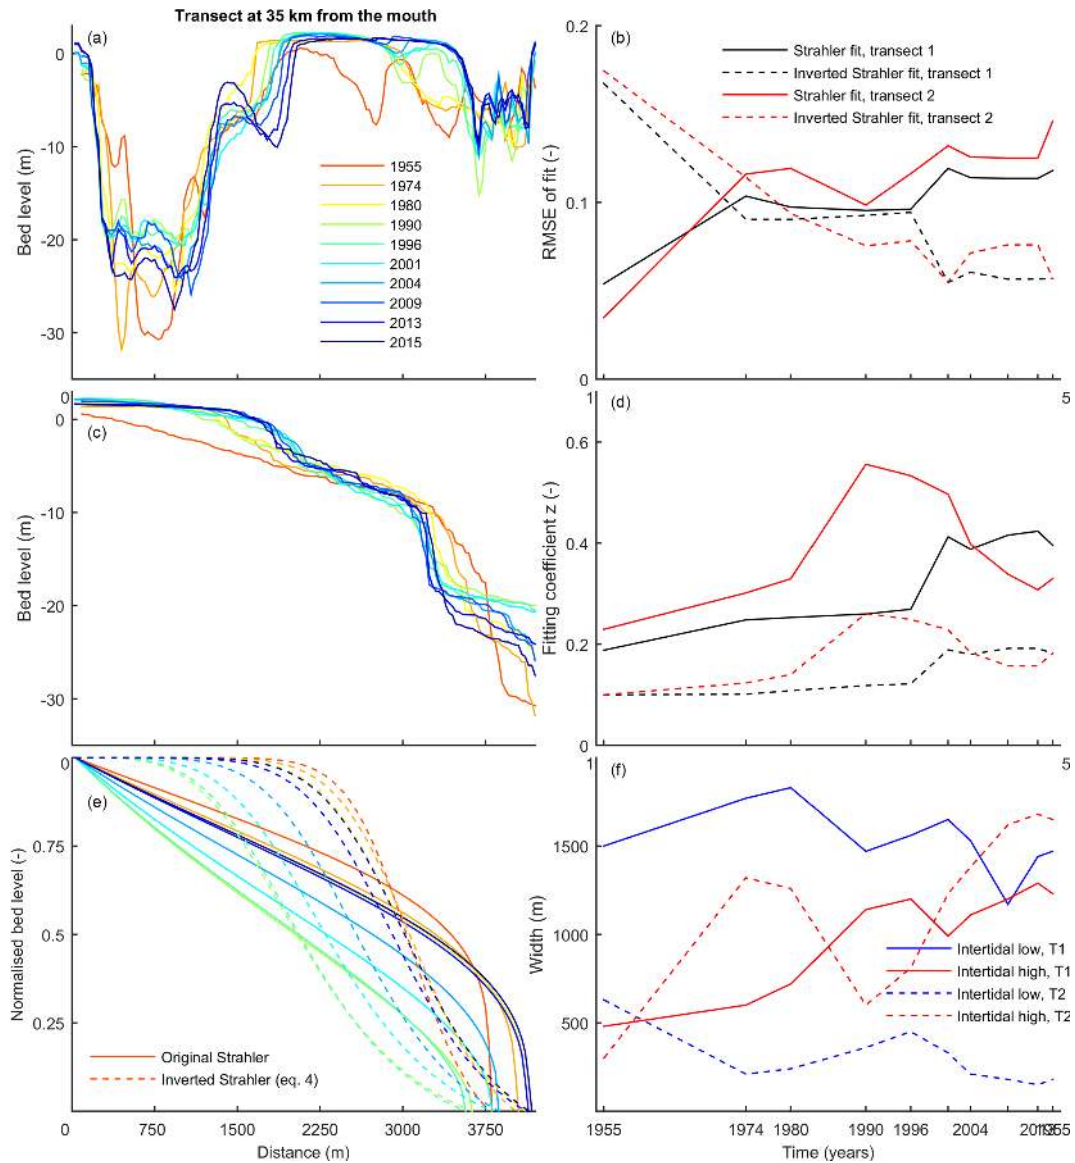 Transect at 35 km from the mouth
(a)
Bed level (m)
0
-10
-20
-30
1955
1974
1980
1990
1996
2001
2004
2009
2013
2015
(b)
RMSE of fit (-)
0.2
0.1
0
Strahler fit, transect 1
Inverted Strahler fit, transect 1
Strahler fit, transect 2
Inverted Strahler fit, transect 2
(c)
Bed level (m)
0
0
-10
-20
-30
(d)
Fitting coefficient z (-)
1
5
0.6
0.4
0.2
0
(e)
Normalised bed level (-)
0
0.75
0.5
0.25
Original Strahler
Inverted Strahler (eq. 4)
0
750
1500
2250
3000
3750
Distance (m)
(f)
Width (m)
1
5
1500
1000
500
Intertidal low, T1
Intertidal high, T1
Intertidal low, T2
Intertidal high, T2
1955
1974
1980
1990
1996
2004
Time (years)